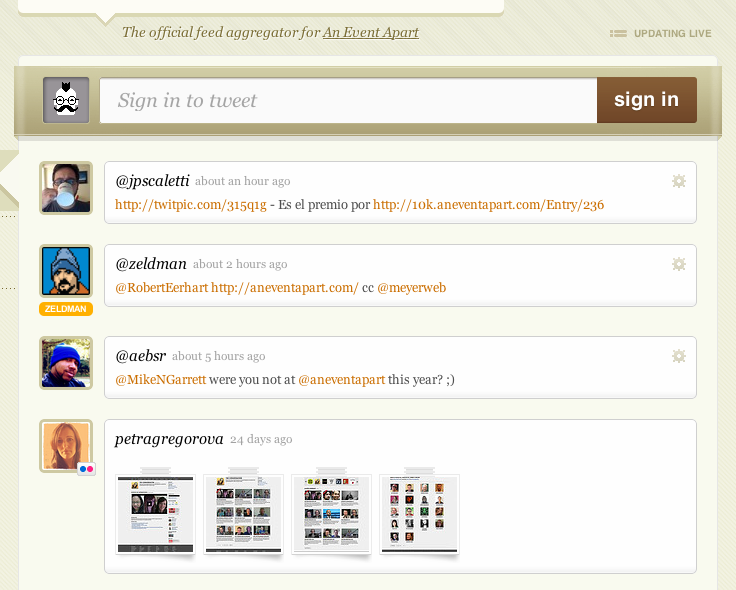 The official feed aggregator for An Event Apart
UPDATING LIVE
Sign in to tweet
sign in
@jpscaletti about an hour ago
http://twitpic.com/315q1g - Es el premio por http://10k.aneventapart.com/Entry/236
@zeldman about 2 hours ago
@RobertEerhart http://aneventapart.com/ cc @meyerweb
ZELDMAN
@aebsr about 5 hours ago
@MikeNGarrett were you not at @aneventapart this year? ;)
petragregorova 24 days ago